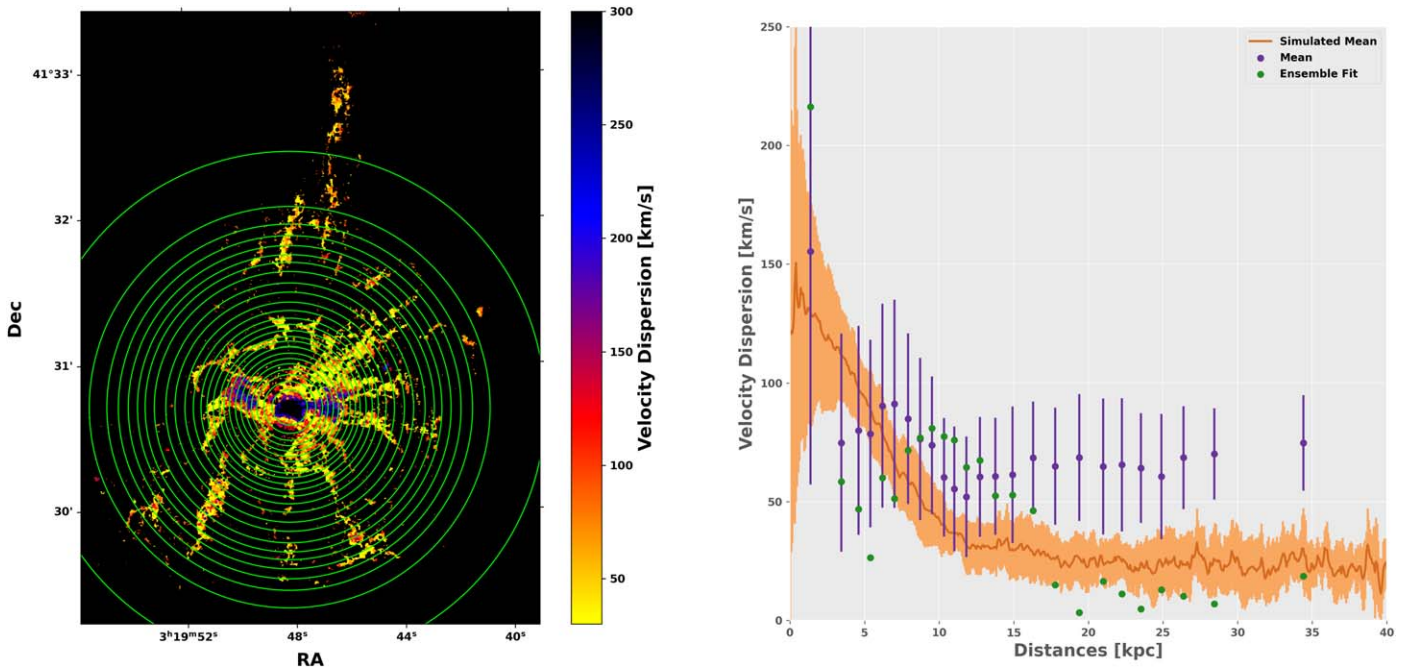 41°33'
32'
31'
30'
Dec
3ʰ19ᵐ52ˢ
48ˢ
44ˢ
40ˢ
RA
300
250
200
150
100
50
Velocity Dispersion [km/s]
250
200
150
100
50
0
Velocity Dispersion [km/s]
Simulated Mean
Mean
Ensemble Fit
0
5
10
15
20
25
30
35
40
Distances [kpc]